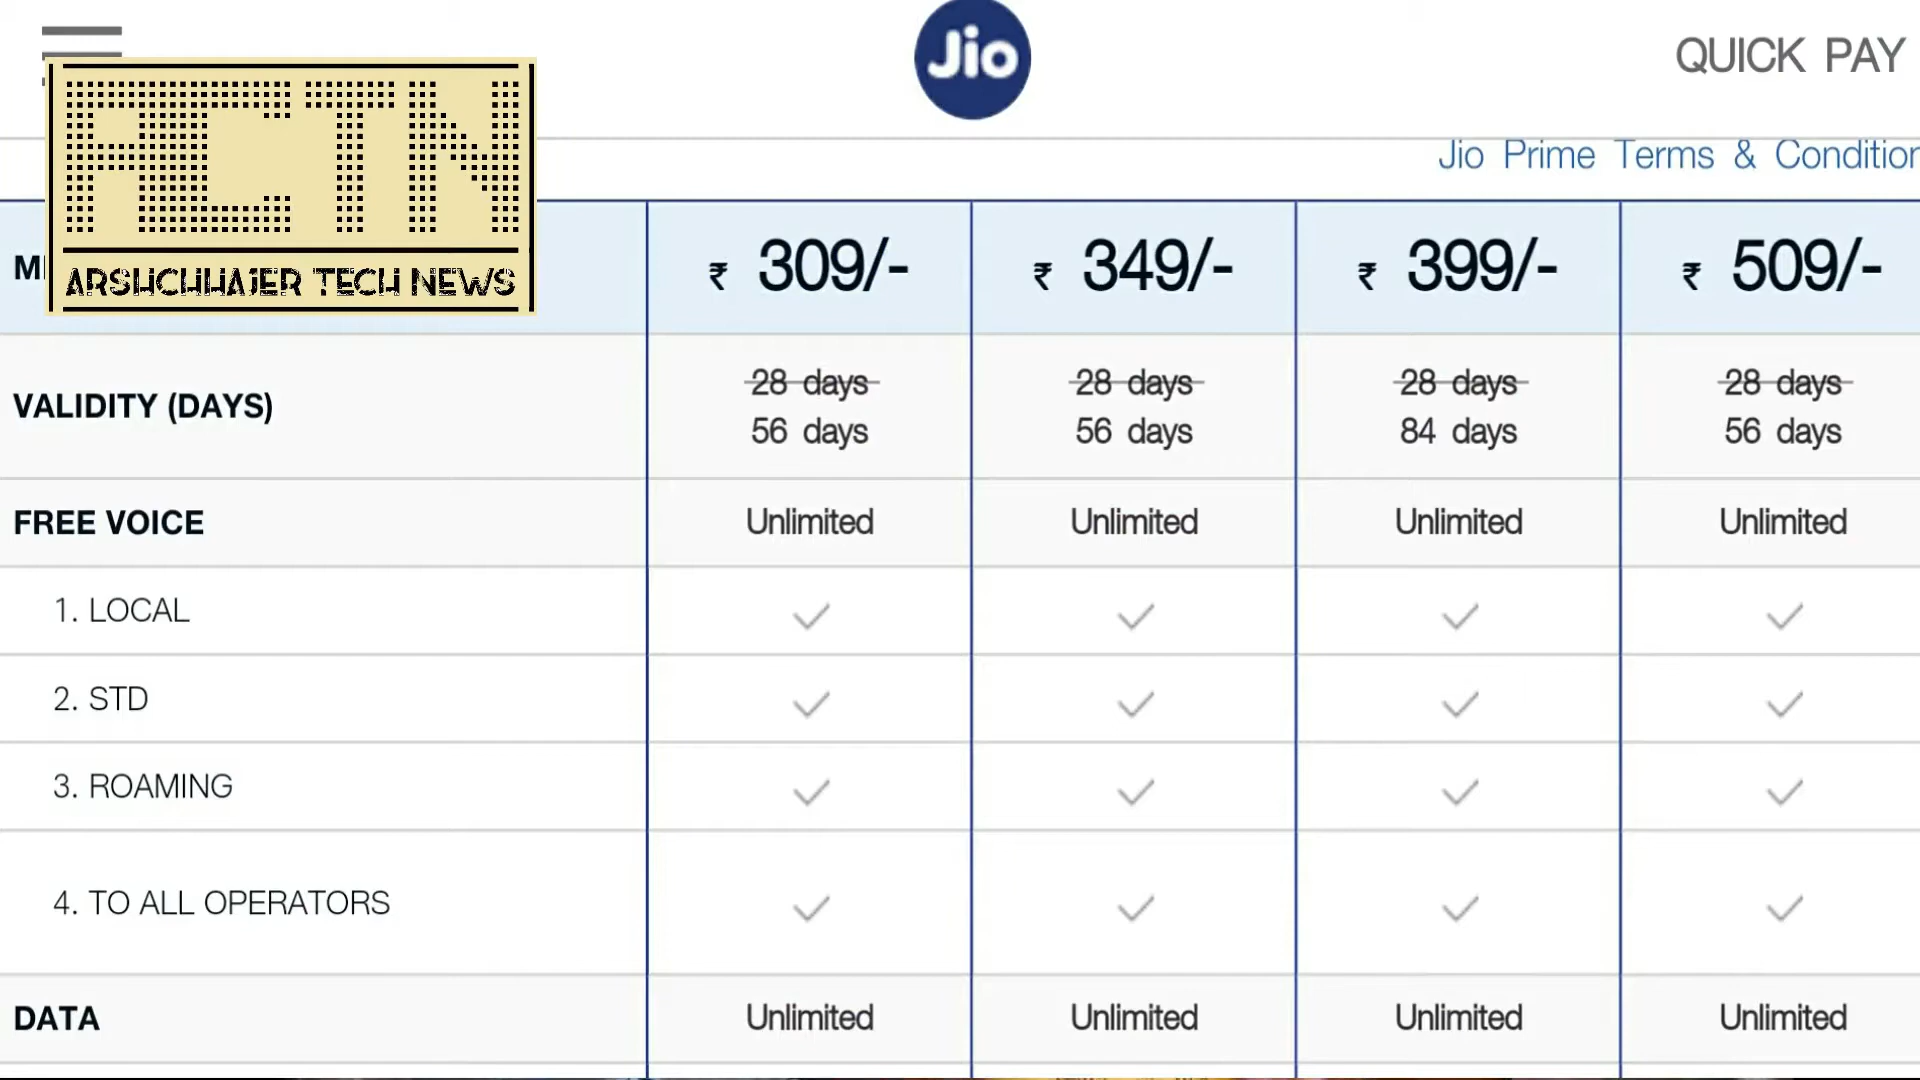 Jio
QUICK PAY
ACTN
ARSHCHHAJER TECH NEWS
Jio Prime Terms &
₹ 309/- ₹ 349/- ₹ 399/- ₹ 509/-
VALIDITY (DAYS) 28 days 28 days 28 days 28 days
56 days 56 days 84 days 56 days
FREE VOICE Unlimited Unlimited Unlimited Unlimited
1. LOCAL
2. STD
3. ROAMING
4. TO ALL OPERATORS
DATA Unlimited Unlimited Unlimited Unlimited